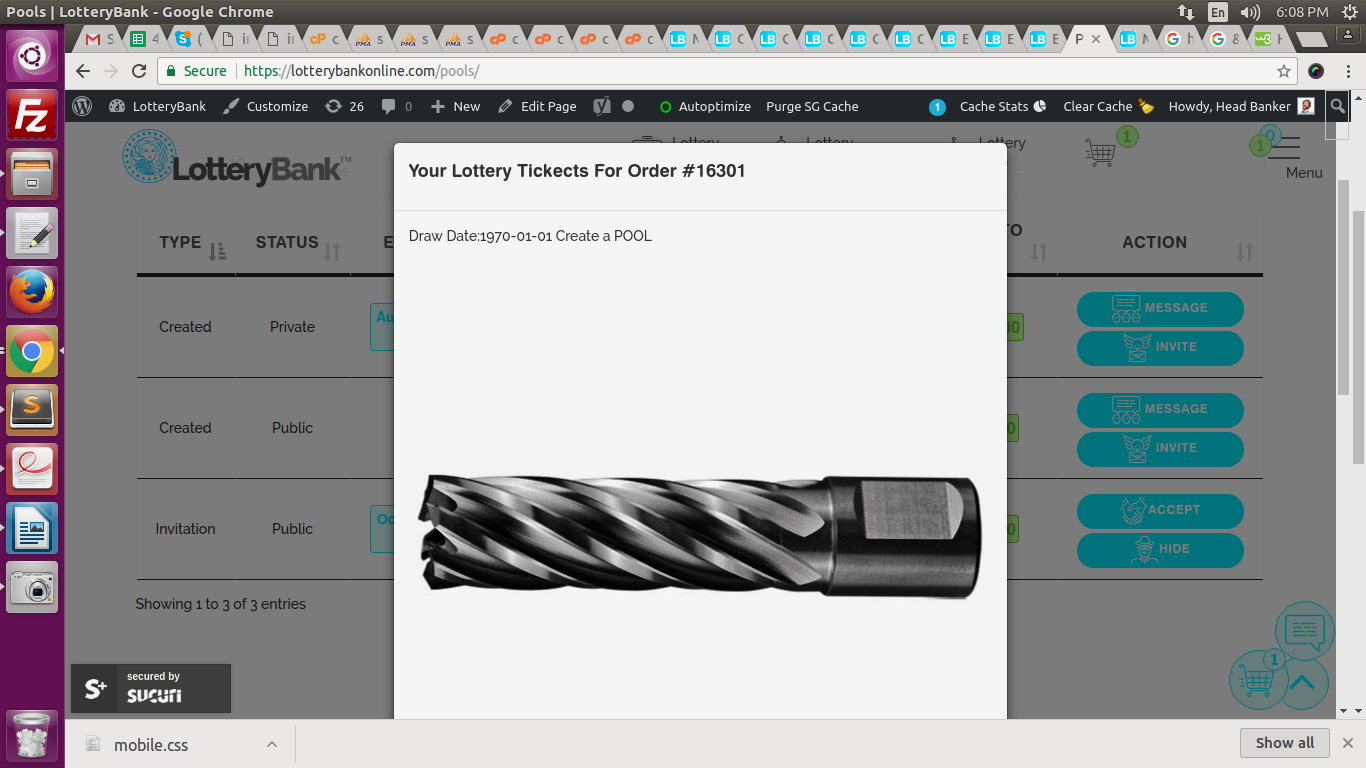 Pools | LotteryBank - Google Chrome
En
6:08 PM
Secure
https://lotterybankonline.com/pools/
LotteryBank
Customize
26
0
New
Edit Page
Autoptimize
Purge SG Cache
1
Cache Stats
Clear Cache
Howdy, Head Banker
LotteryBank™
Lottery
Lottery
Lottery
1
0
1
Menu
Your Lottery Tickects For Order #16301
Draw Date:1970-01-01 Create a POOL
TYPE
STATUS
ACTION
Created
Private
MESSAGE
INVITE
Created
Public
MESSAGE
INVITE
Invitation
Public
ACCEPT
HIDE
Showing 1 to 3 of 3 entries
1
S+
secured by
sucuri
mobile.css
Show all